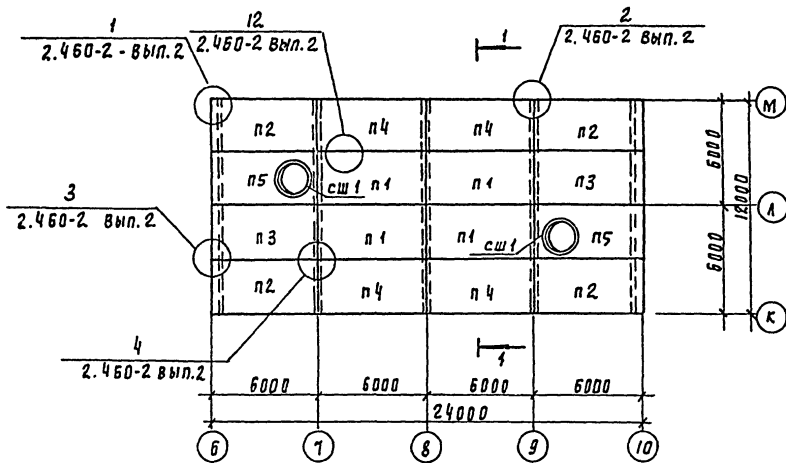 1
2.460-2 - ВЫП.2
12
2.460-2 ВЫП.2
2
2.460-2 ВЫП.2
1
П2 П4 П4 П2
М
П5 СШ1 П1 П1 П3
6000
12000
3
2.460-2 ВЫП.2
Л
П3 П1 П1 СШ1 П5
6000
П2 П4 П4 П2
К
4
2.460-2 ВЫП.2
1
6000 6000 6000 6000
24000
6 7 8 9 10